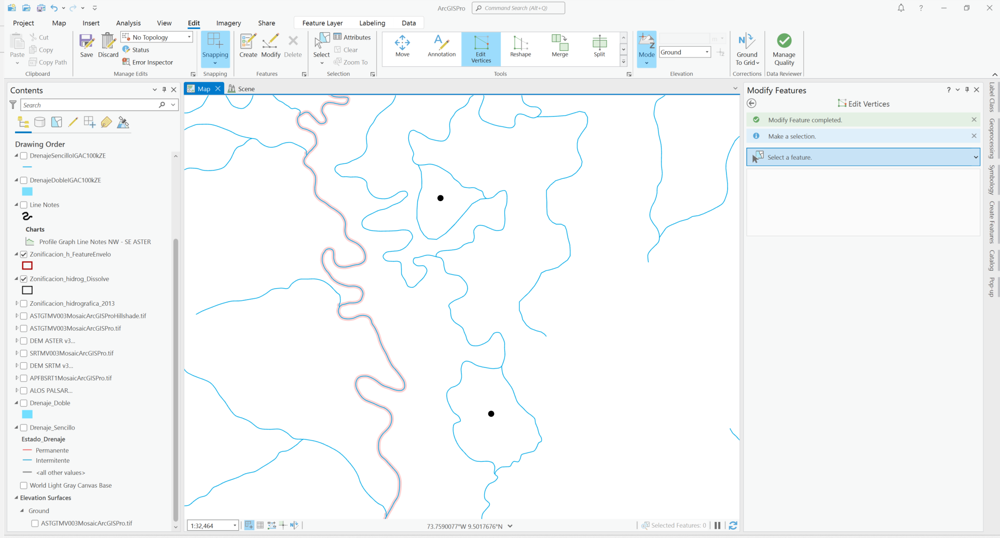 ArcGISPro
Command Search (Alt+Q)
Project Map Insert Analysis View Edit Imagery Share Feature Layer Labeling Data
Paste
Cut
Copy
Copy Path
Clipboard
Save
Discard
No Topology
Status
Error Inspector
Manage Edits
Snapping
Snapping
Create
Modify
Delete
Features
Select
Attributes
Clear
Zoom To
Selection
Move
Annotation
Edit
Vertices
Reshape
Merge
Split
Tools
Mode
m
Ground
Elevation
Ground
To Grid
Corrections
Manage
Quality
Data Reviewer
Contents
Search
Drawing Order
DrenajeSencilloIGAC100kZE
DrenajeDobleIGAC100kZE
Line Notes
Charts
Profile Graph Line Notes NW - SE ASTER
Zonificacion_h_FeatureEnvelo
Zonificacion_hidrog_Dissolve
Zonificacion_hidrografica_2013
ASTGTMV003MosaicArcGISProHillshade.tif
ASTGTMV003MosaicArcGISPro.tif
DEM ASTER v3...
SRTMV003MosaicArcGISPro.tif
DEM SRTM v3...
APFBSRT1MosaicArcGISPro.tif
ALOS PALSAR...
Drenaje_Doble
Drenaje_Sencillo
Estado_Drenaje
Permanente
Intermitente
<all other values>
World Light Gray Canvas Base
Elevation Surfaces
Ground
ASTGTMV003MosaicArcGISPro.tif
Map
Scene
1:32,464
73.7590077°W 9.5017676°N
Selected Features: 0
Modify Features
Edit Vertices
Modify Feature completed.
Make a selection.
Select a feature.
Label Class
Geoprocessing
Symbology
Create Features
Catalog
Pop-up